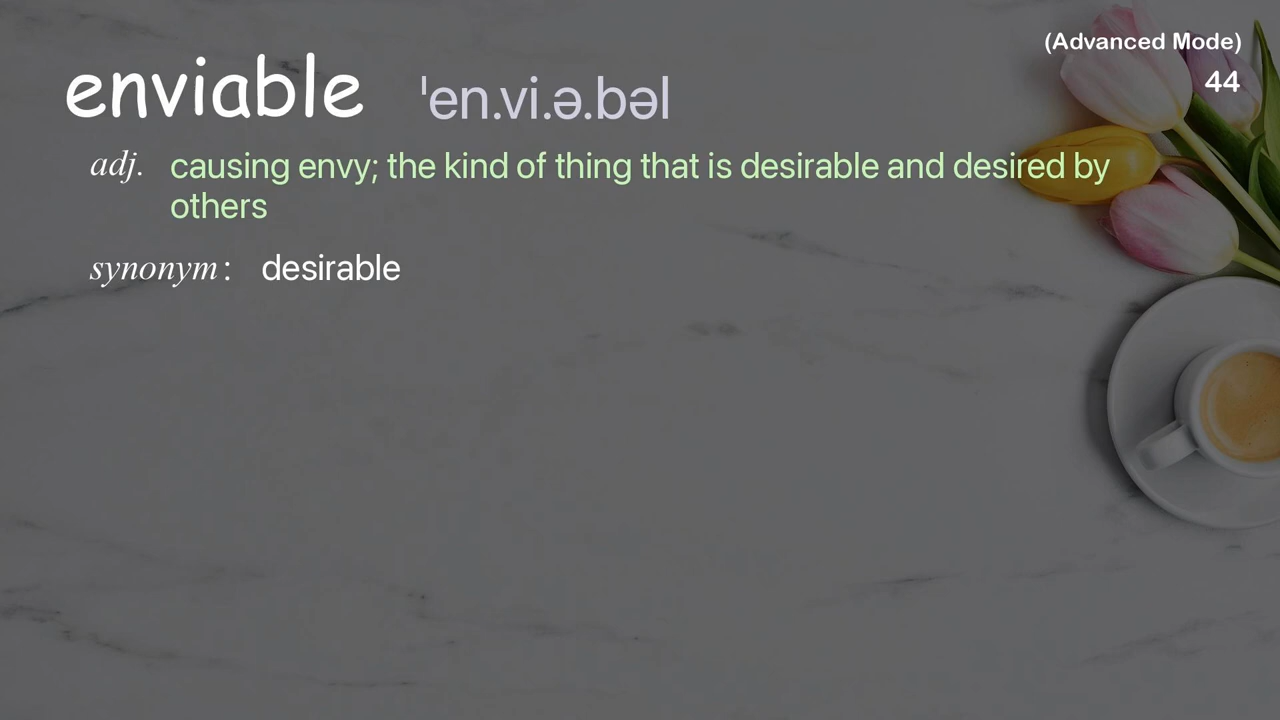 (Advanced Mode)
44
enviable ˈen.vi.ə.bəl
adj. causing envy; the kind of thing that is desirable and desired by
others
synonym : desirable